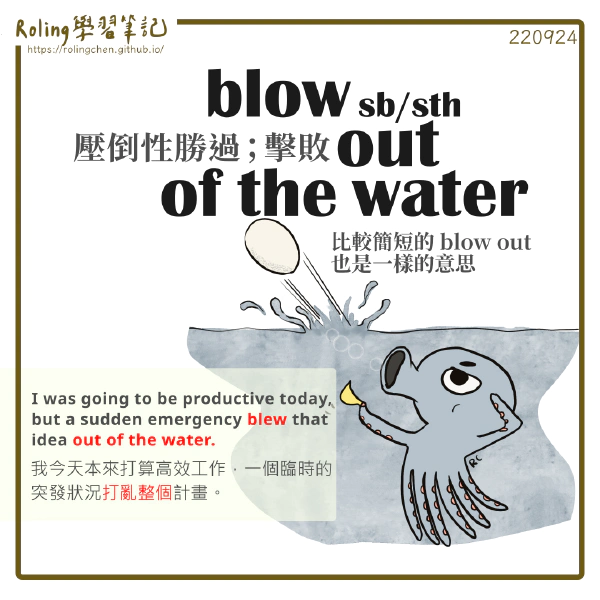 Roling學習筆記
https://rolingchen.github.io/
220924
blow sb/sth
壓倒性勝過；擊敗 out
of the water
比較簡短的 blow out
也是一樣的意思
I was going to be productive today,
but a sudden emergency blew that
idea out of the water.
我今天本來打算高效工作，一個臨時的
突發狀況打亂整個計畫。
RC